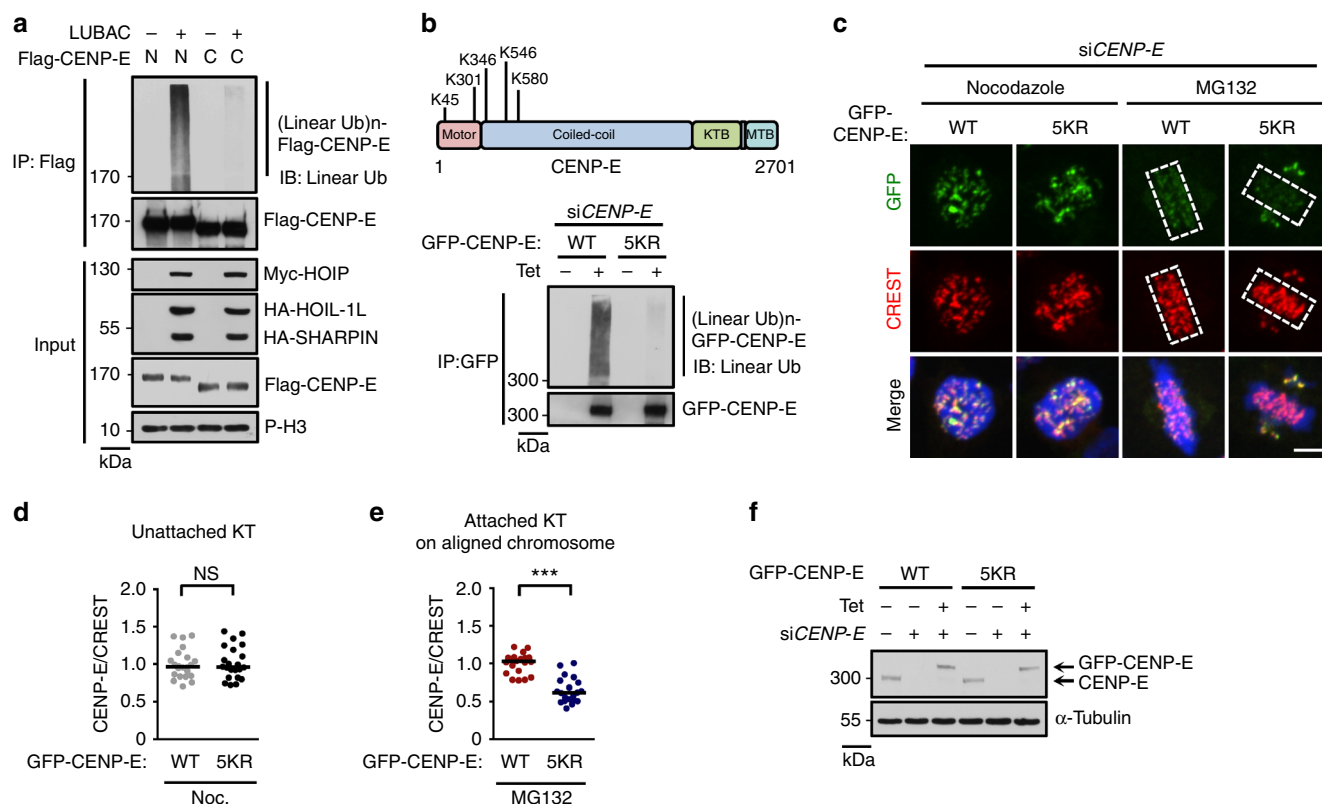 a
LUBAC − + − +
Flag-CENP-E N N C C
IP: Flag
170
(Linear Ub)n-
Flag-CENP-E
IB: Linear Ub
170
Flag-CENP-E
Input
130
Myc-HOIP
HA-HOIL-1L
55
HA-SHARPIN
170
Flag-CENP-E
10
P-H3
kDa
b
K45
K301
K346
K546
K580
Motor
Coiled-coil
KTB
MTB
1
CENP-E
2701
siCENP-E
GFP-CENP-E: WT 5KR
Tet − + − +
IP:GFP
(Linear Ub)n-
GFP-CENP-E
IB: Linear Ub
300
300
GFP-CENP-E
kDa
c
siCENP-E
Nocodazole MG132
GFP-
CENP-E: WT 5KR WT 5KR
GFP
CREST
Merge
d
Unattached KT
NS
CENP-E/CREST
2.0
1.5
1.0
0.5
0
GFP-CENP-E: WT 5KR
Noc.
e
Attached KT
on aligned chromosome
***
CENP-E/CREST
2.0
1.5
1.0
0.5
0
GFP-CENP-E: WT 5KR
MG132
f
GFP-CENP-E WT 5KR
Tet − − + − − +
siCENP-E − + + − + +
300
GFP-CENP-E
CENP-E
55
α-Tubulin
kDa